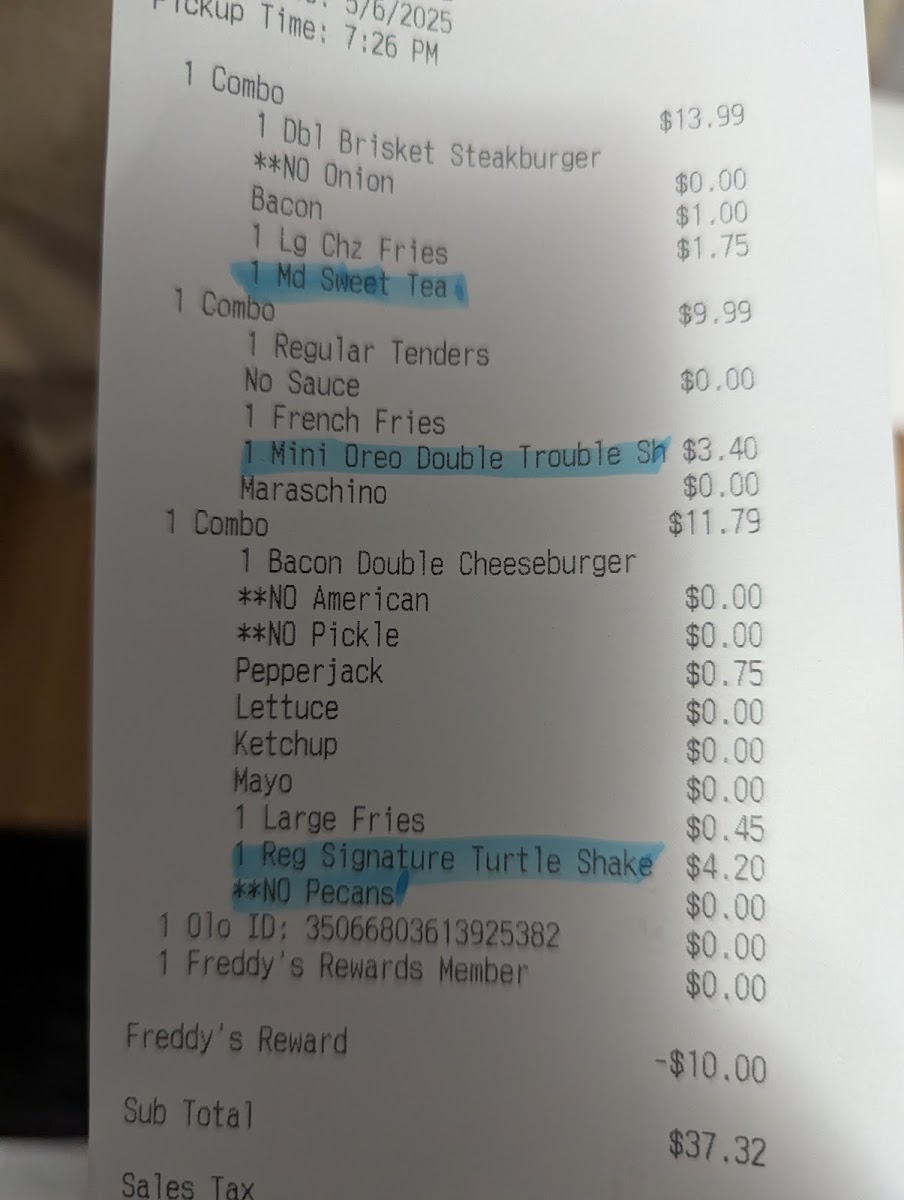 5/6/2025
Pickup Time: 7:26 PM
1 Combo $13.99
1 Dbl Brisket Steakburger
**NO Onion $0.00
Bacon $1.00
1 Lg Chz Fries $1.75
1 Md Sweet Tea
1 Combo $9.99
1 Regular Tenders
No Sauce $0.00
1 French Fries
1 Mini Oreo Double Trouble Sh $3.40
Maraschino $0.00
1 Combo $11.79
1 Bacon Double Cheeseburger
**NO American $0.00
**NO Pickle $0.00
Pepperjack $0.75
Lettuce $0.00
Ketchup $0.00
Mayo $0.00
1 Large Fries $0.45
1 Reg Signature Turtle Shake $4.20
**NO Pecans $0.00
1 Olo ID: 35066803613925382 $0.00
1 Freddy's Rewards Member $0.00
Freddy's Reward -$10.00
Sub Total $37.32
Sales Tax